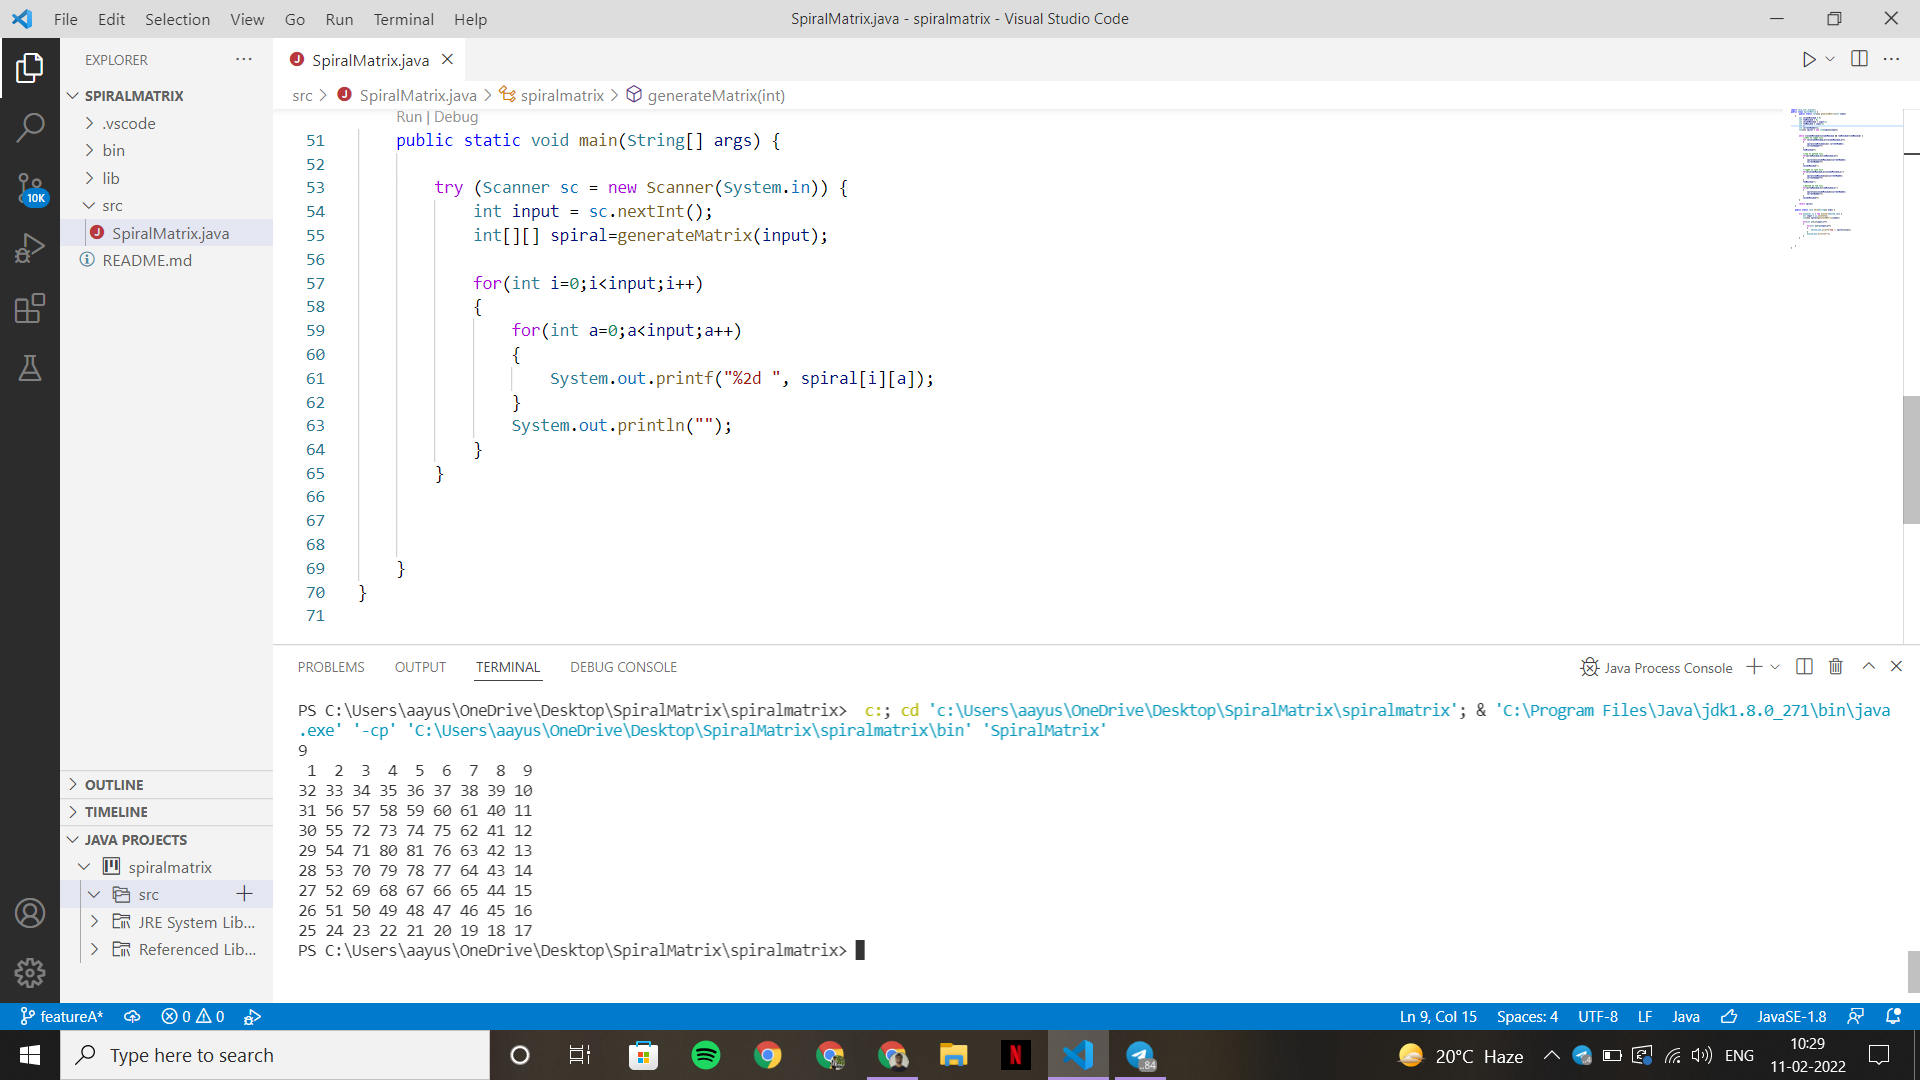 File Edit Selection View Go Run Terminal Help
SpiralMatrix.java - spiralmatrix - Visual Studio Code
EXPLORER
SPIRALMATRIX
.vscode
bin
lib
src
SpiralMatrix.java
README.md
10K
OUTLINE
TIMELINE
JAVA PROJECTS
spiralmatrix
src
JRE System Lib...
Referenced Lib...
SpiralMatrix.java
src > SpiralMatrix.java > spiralmatrix > generateMatrix(int)
Run | Debug
51 public static void main(String[] args) {
52
53 try (Scanner sc = new Scanner(System.in)) {
54 int input = sc.nextInt();
55 int[][] spiral=generateMatrix(input);
56
57 for(int i=0;i<input;i++)
58 {
59 for(int a=0;a<input;a++)
60 {
61 System.out.printf("%2d ", spiral[i][a]);
62 }
63 System.out.println("");
64 }
65 }
66
67
68
69 }
70 }
71
PROBLEMS OUTPUT TERMINAL DEBUG CONSOLE
Java Process Console
PS C:\Users\aayus\OneDrive\Desktop\SpiralMatrix\spiralmatrix>  c:; cd 'c:\Users\aayus\OneDrive\Desktop\SpiralMatrix\spiralmatrix'; & 'C:\Program Files\Java\jdk1.8.0_271\bin\java
.exe' '-cp' 'C:\Users\aayus\OneDrive\Desktop\SpiralMatrix\spiralmatrix\bin' 'SpiralMatrix'
9
1 2 3 4 5 6 7 8 9
32 33 34 35 36 37 38 39 10
31 56 57 58 59 60 61 40 11
30 55 72 73 74 75 62 41 12
29 54 71 80 81 76 63 42 13
28 53 70 79 78 77 64 43 14
27 52 69 68 67 66 65 44 15
26 51 50 49 48 47 46 45 16
25 24 23 22 21 20 19 18 17
PS C:\Users\aayus\OneDrive\Desktop\SpiralMatrix\spiralmatrix>
featureA* 0 0
Ln 9, Col 15 Spaces: 4 UTF-8 LF Java JavaSE-1.8
Type here to search
84
20°C Haze
ENG
10:29
11-02-2022